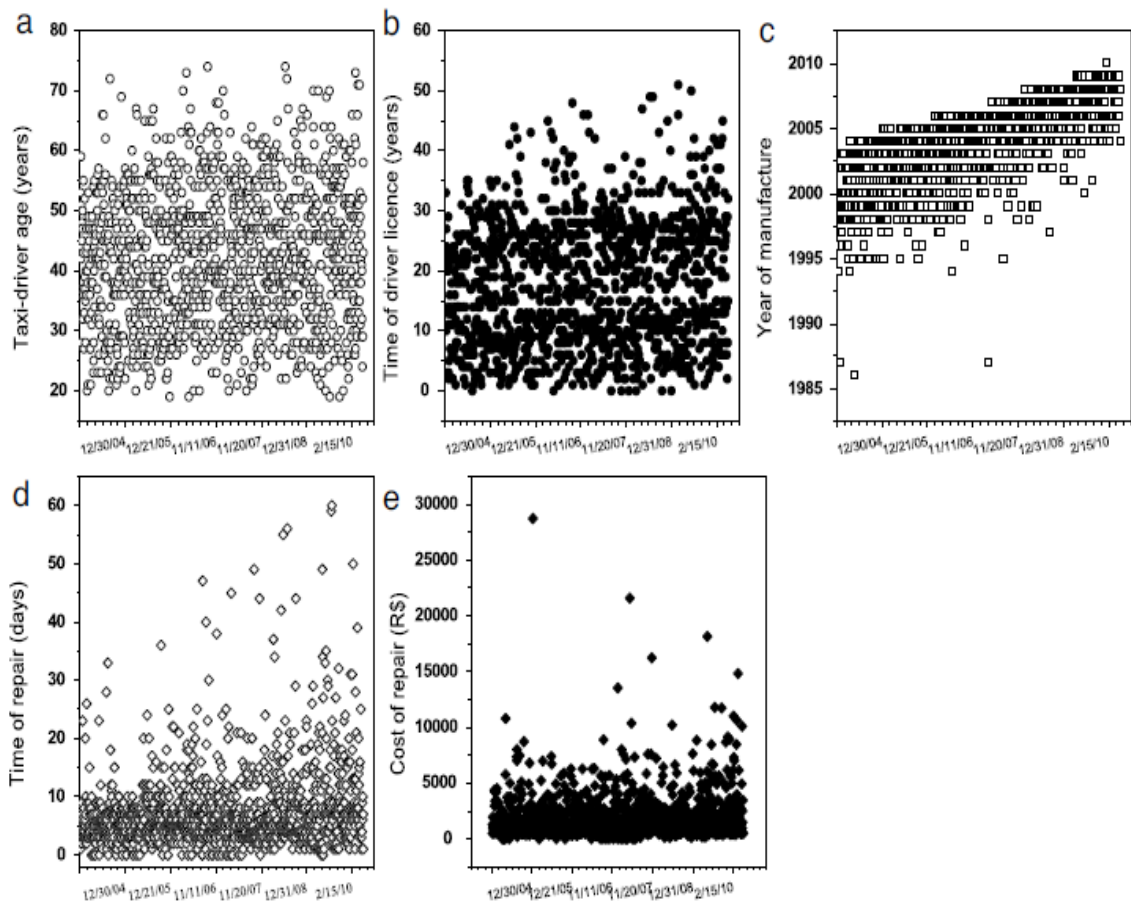 a
Taxi-driver age (years)
80
70
60
50
40
30
20
12/30/04 12/21/05 11/11/06 11/20/07 12/31/08 2/15/10
b
Time of driver licence (years)
60
50
40
30
20
10
0
12/30/04 12/21/05 11/11/06 11/20/07 12/31/08 2/15/10
c
Year of manufacture
2010
2005
2000
1995
1990
1985
12/30/04 12/21/05 11/11/06 11/20/07 12/31/08 2/15/10
d
Time of repair (days)
60
50
40
30
20
10
0
12/30/04 12/21/05 11/11/06 11/20/07 12/31/08 2/15/10
e
Cost of repair (R$)
30000
25000
20000
15000
10000
5000
0
12/30/04 12/21/05 11/11/06 11/20/07 12/31/08 2/15/10